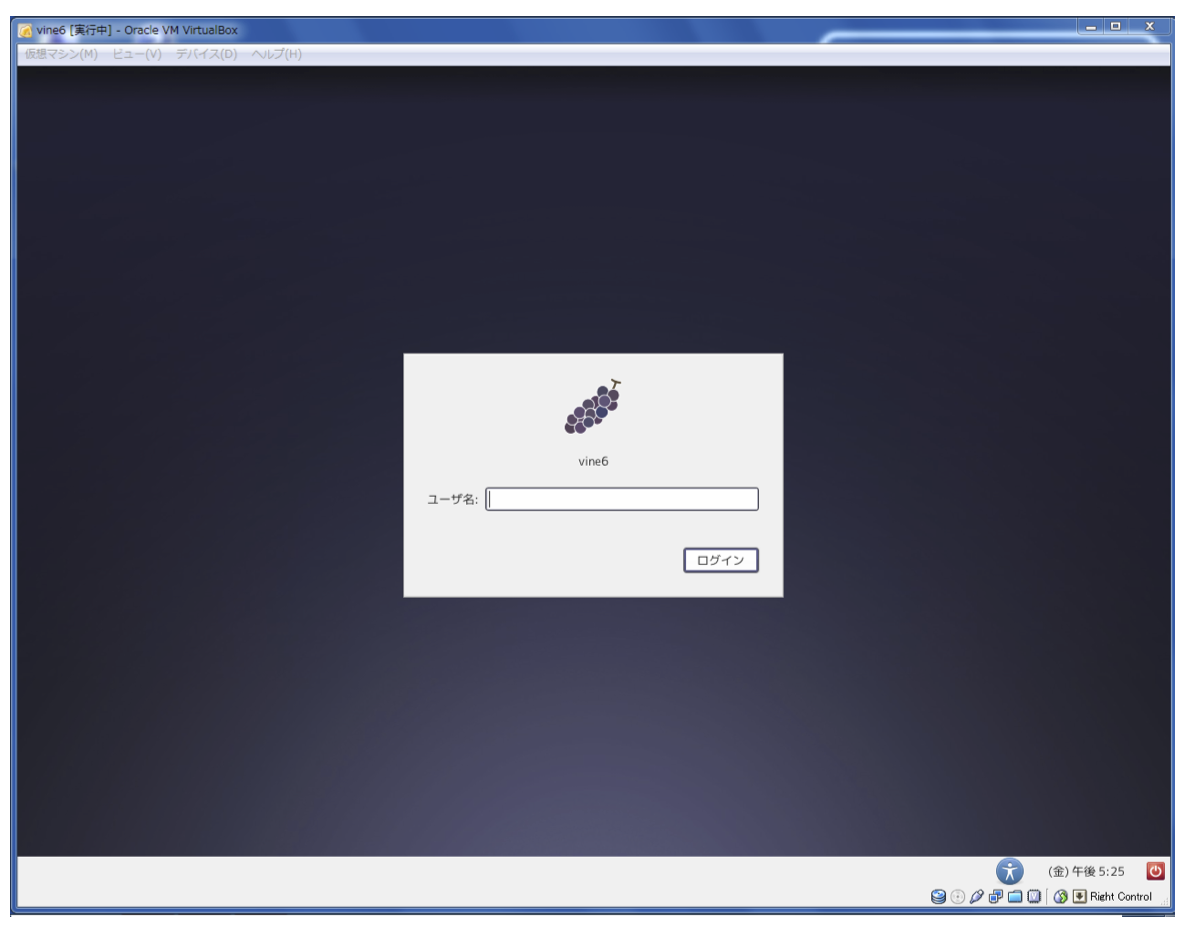 vine6 [実行中] - Oracle VM VirtualBox
仮想マシン(M) ビュー(V) デバイス(D) ヘルプ(H)
vine6
ユーザ名:
ログイン
(金) 午後 5:25
Right Control